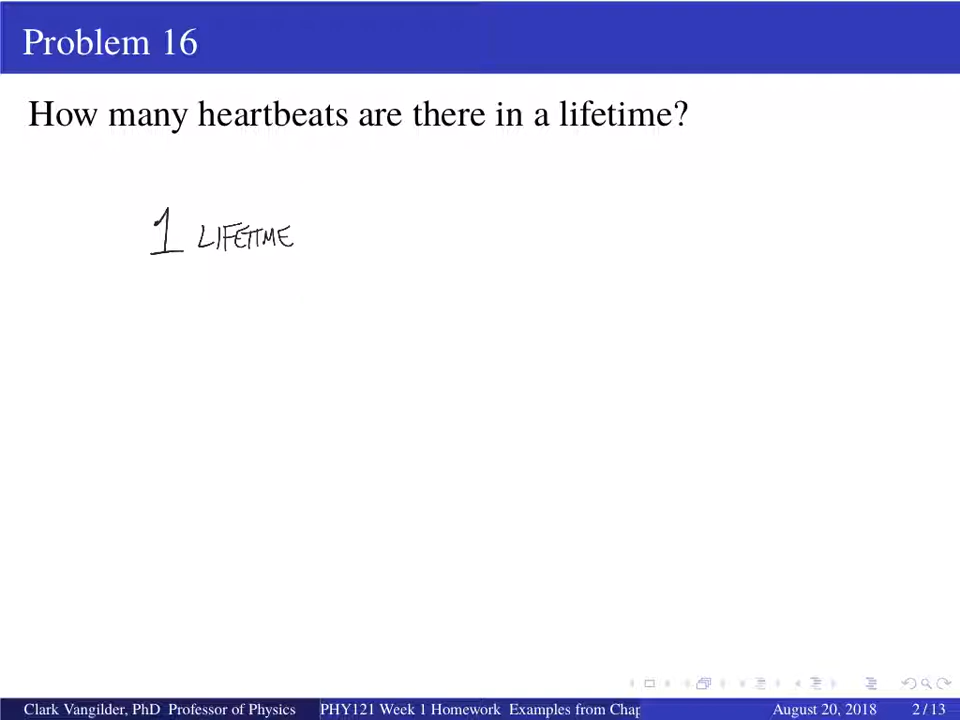 Problem 16
How many heartbeats are there in a lifetime?
1 LIFETIME
Clark Vangilder, PhD Professor of Physics PHY121 Week 1 Homework Examples from Chap August 20, 2018 2 / 13